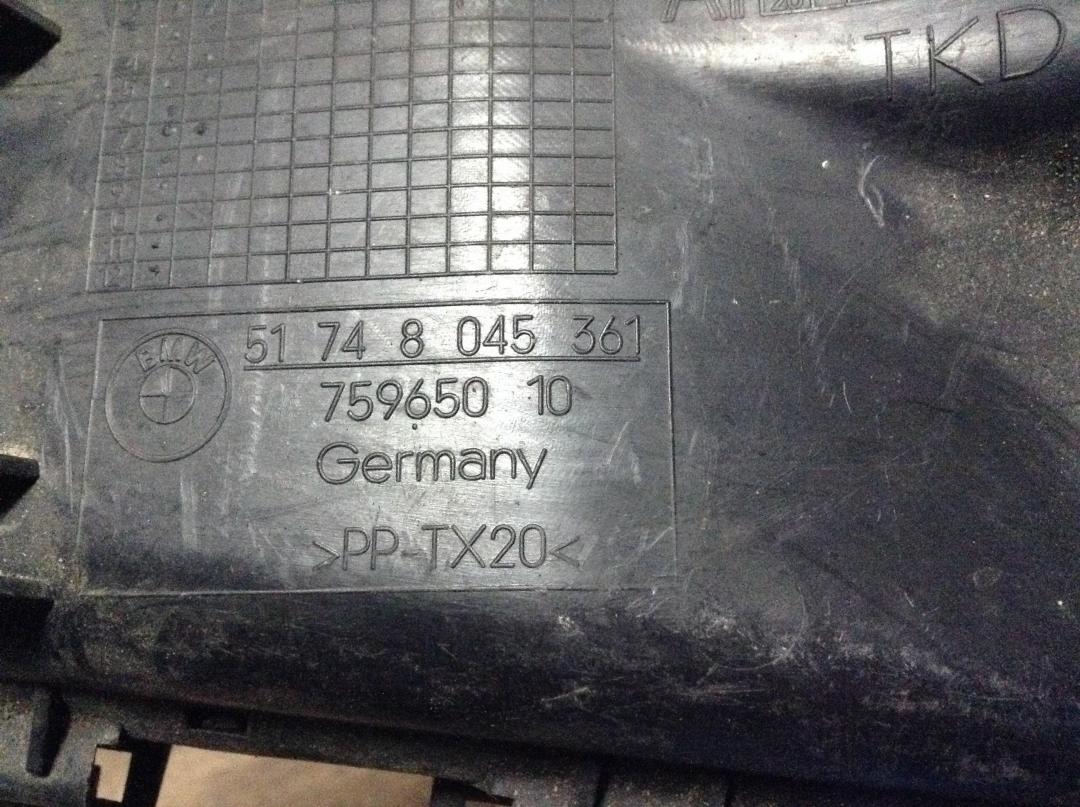 TKD
BMW
51 74 8 045 361
759650 10
Germany
>PP-TX20<